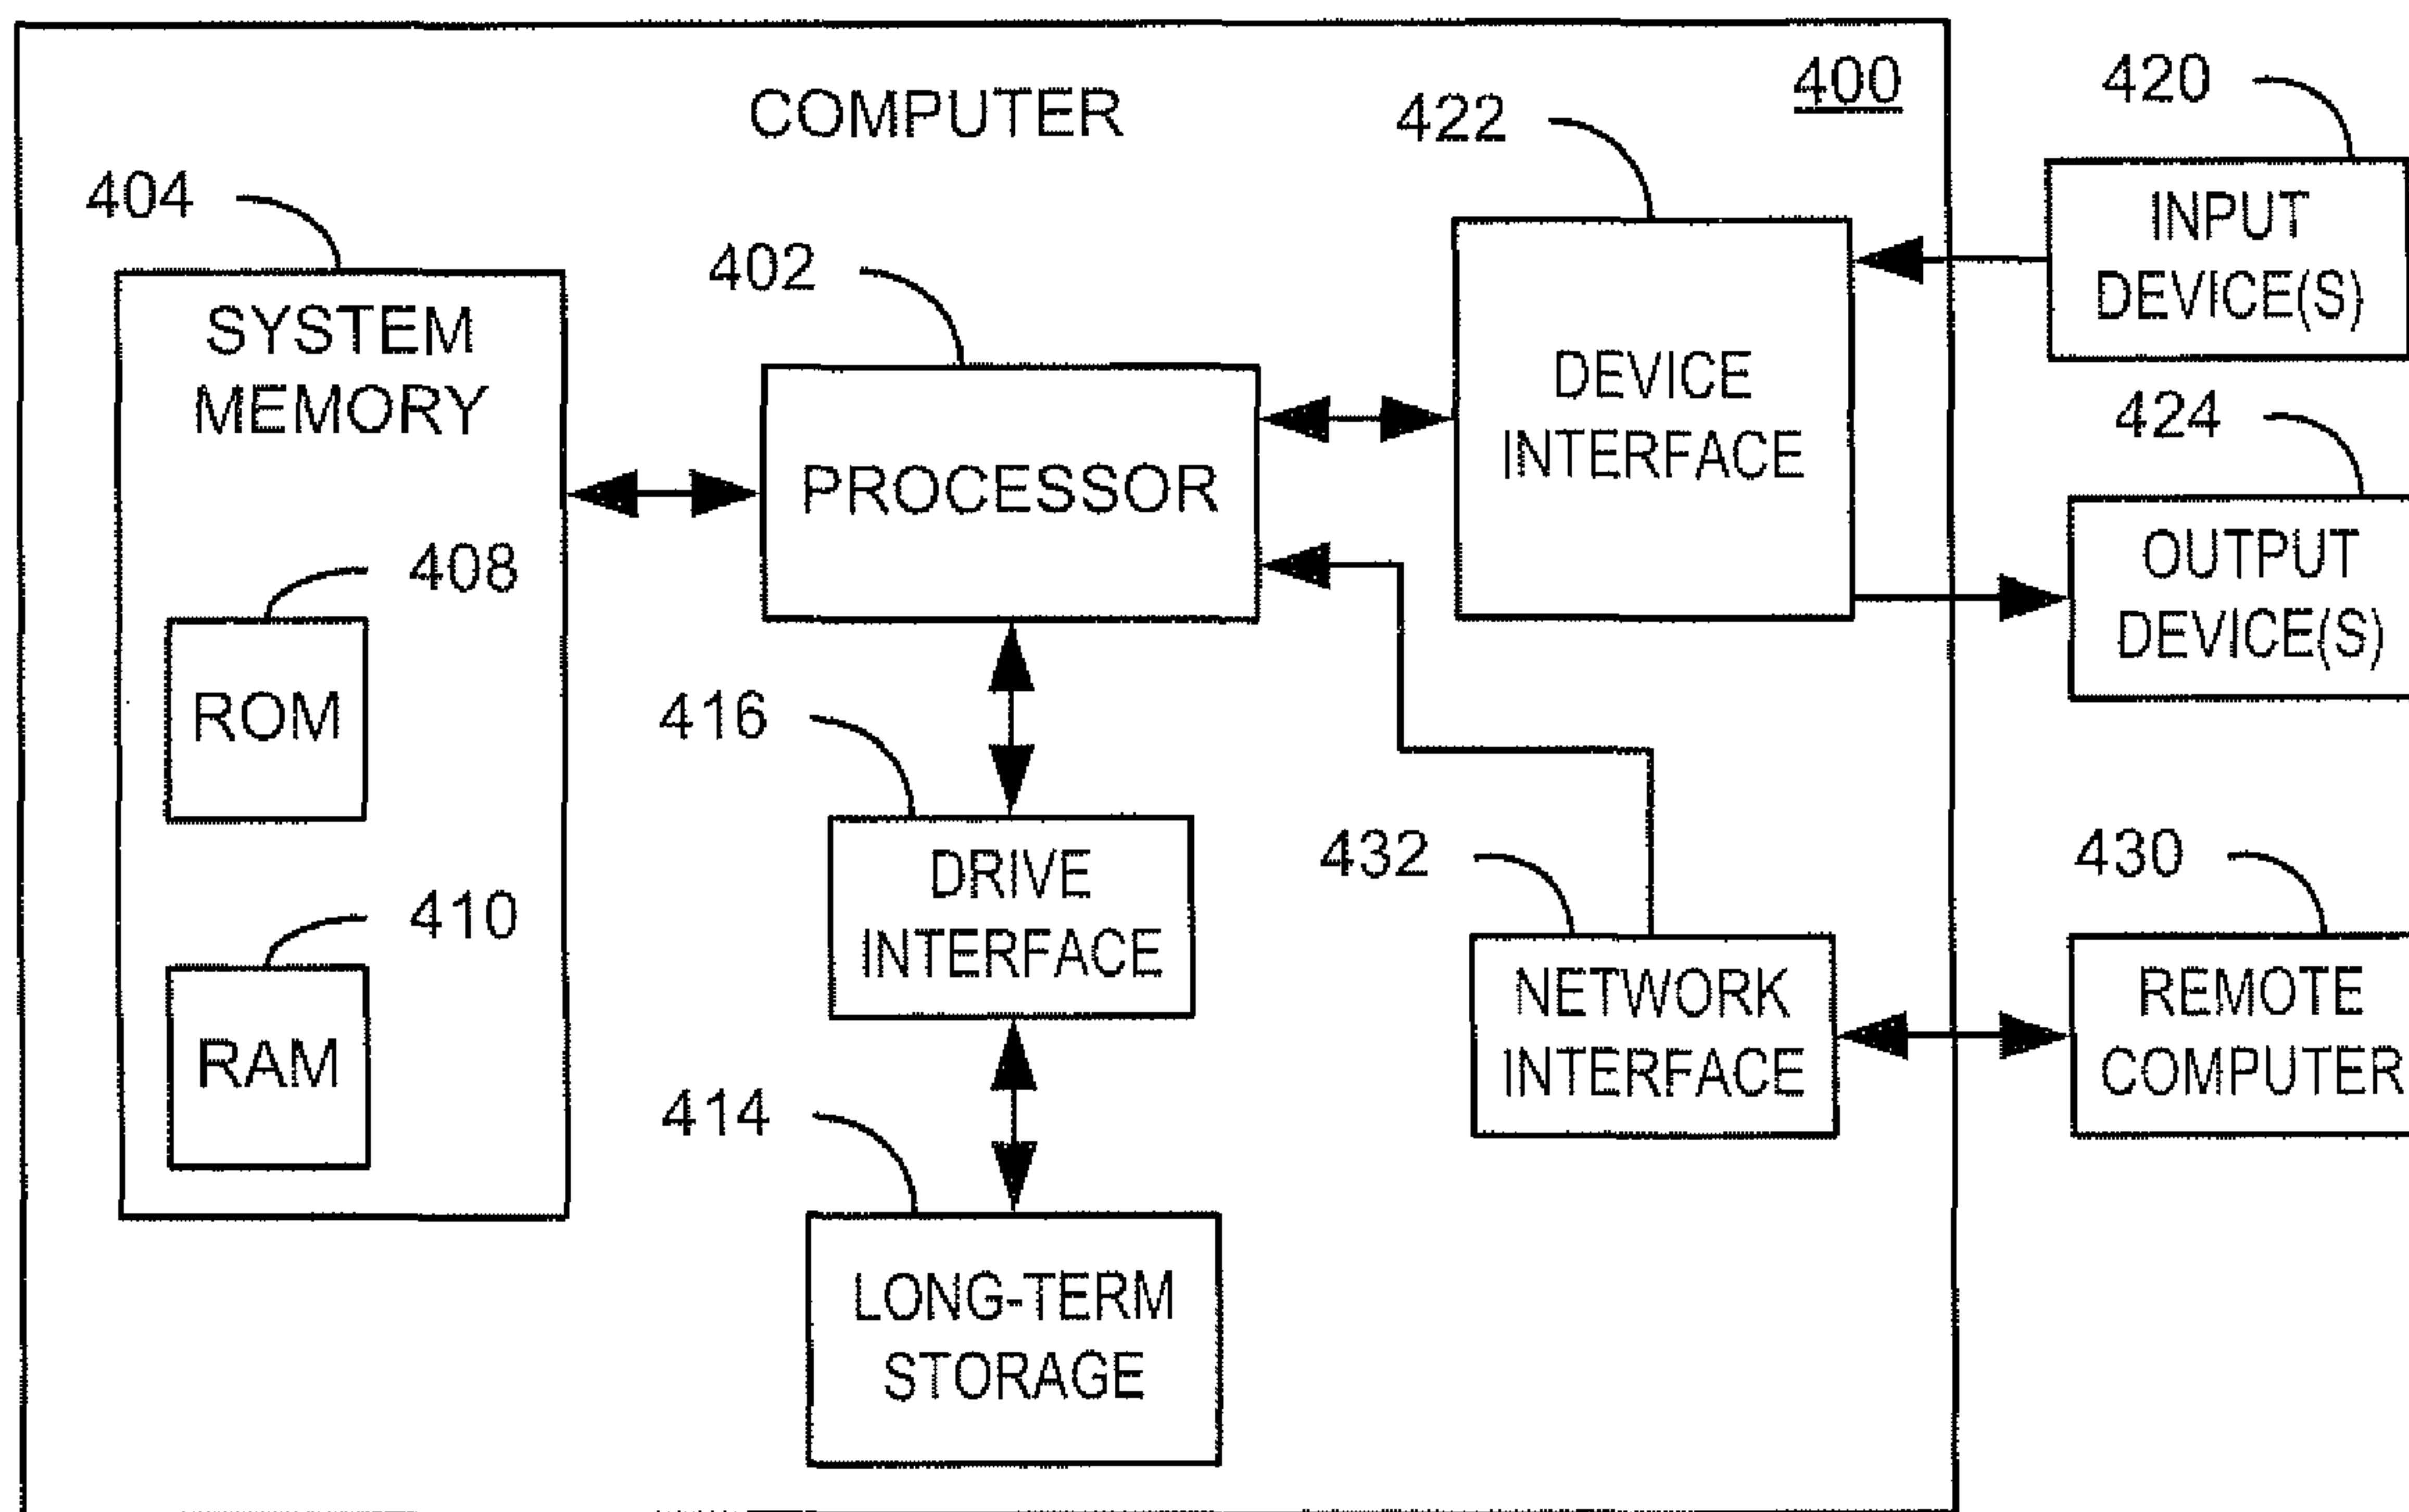 COMPUTER
400
404
SYSTEM
MEMORY
408
ROM
410
RAM
402
PROCESSOR
416
DRIVE
INTERFACE
414
LONG-TERM
STORAGE
422
DEVICE
INTERFACE
432
NETWORK
INTERFACE
420
INPUT
DEVICE(S)
424
OUTPUT
DEVICE(S)
430
REMOTE
COMPUTER